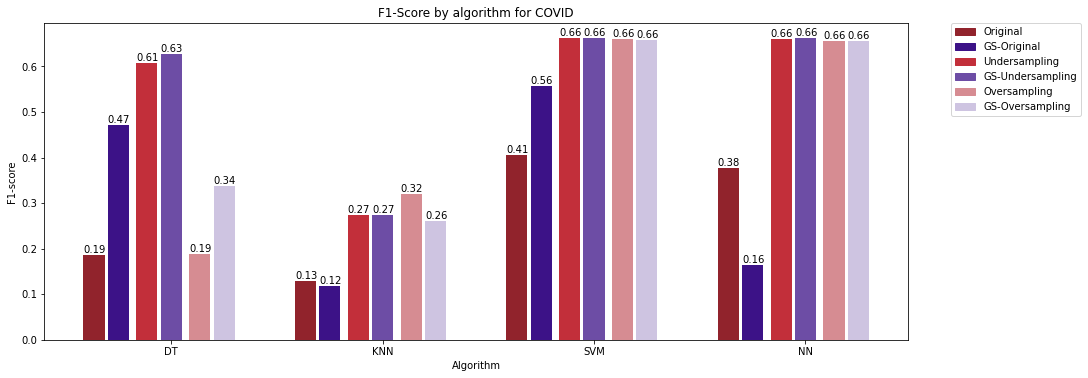 F1-Score by algorithm for COVID
Original
GS-Original
Undersampling
GS-Undersampling
Oversampling
GS-Oversampling
F1-score
0.6
0.5
0.4
0.3
0.2
0.1
0.0
0.19
0.47
0.61
0.63
0.19
0.34
0.13
0.12
0.27
0.27
0.32
0.26
0.41
0.56
0.66
0.66
0.66
0.66
0.38
0.16
0.66
0.66
0.66
0.66
DT
KNN
SVM
NN
Algorithm